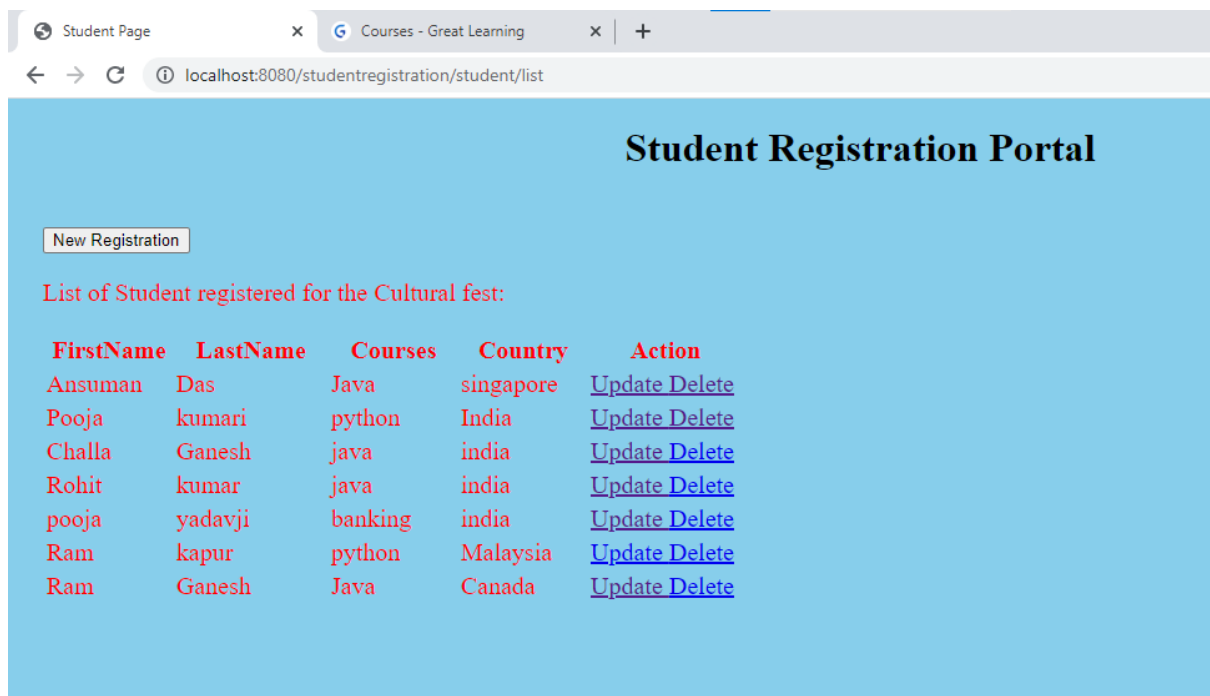 Student Page Courses - Great Learning
localhost:8080/studentregistration/student/list
Student Registration Portal
New Registration
List of Student registered for the Cultural fest:
FirstName LastName Courses Country Action
Ansuman Das Java singapore Update Delete
Pooja kumari python India Update Delete
Challa Ganesh java india Update Delete
Rohit kumar java india Update Delete
pooja yadavji banking india Update Delete
Ram kapur python Malaysia Update Delete
Ram Ganesh Java Canada Update Delete